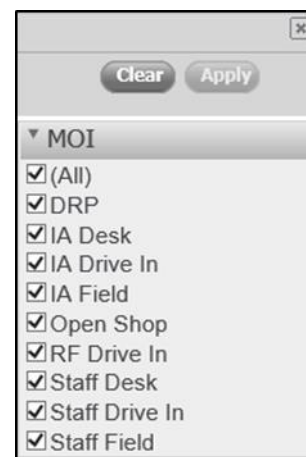 Clear Apply
MOI
(All)
DRP
IA Desk
IA Drive In
IA Field
Open Shop
RF Drive In
Staff Desk
Staff Drive In
Staff Field